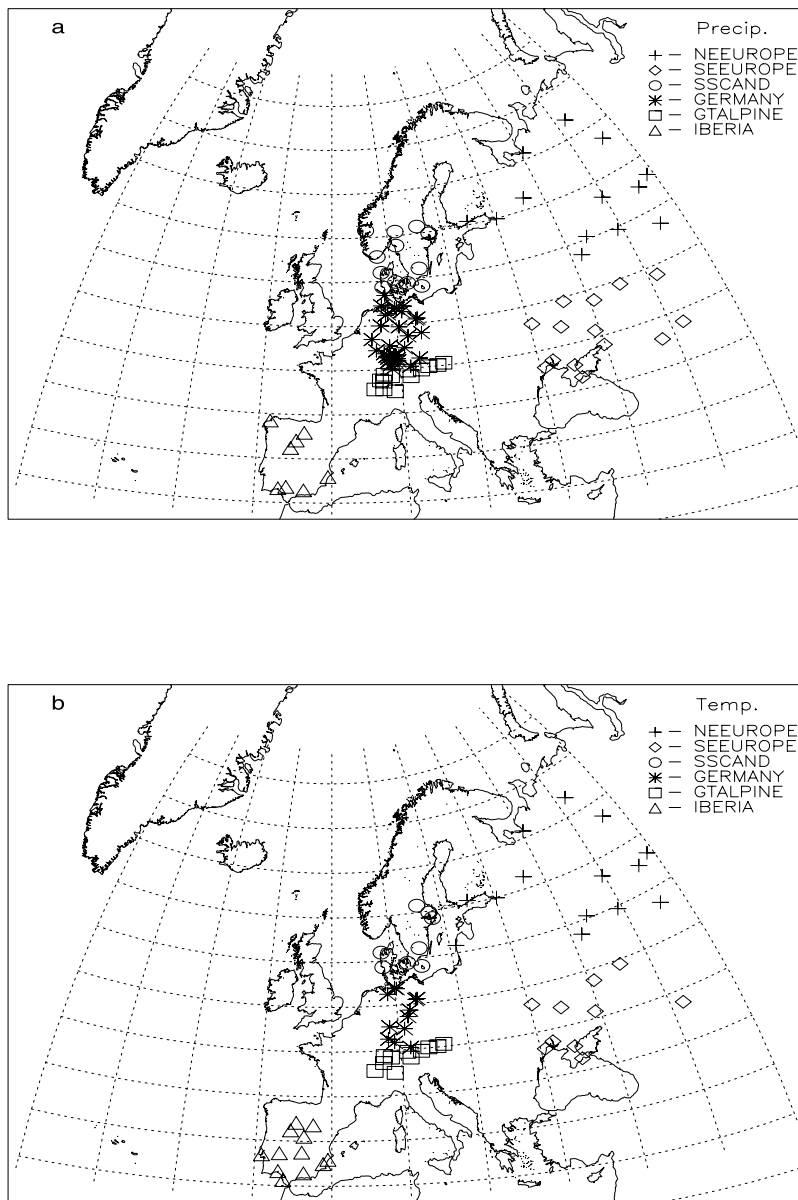 a
Precip.
+ – NEEUROPE
◇ – SEEUROPE
○ – SSCAND
✳ – GERMANY
□ – GTALPINE
△ – IBERIA
b
Temp.
+ – NEEUROPE
◇ – SEEUROPE
○ – SSCAND
✳ – GERMANY
□ – GTALPINE
△ – IBERIA